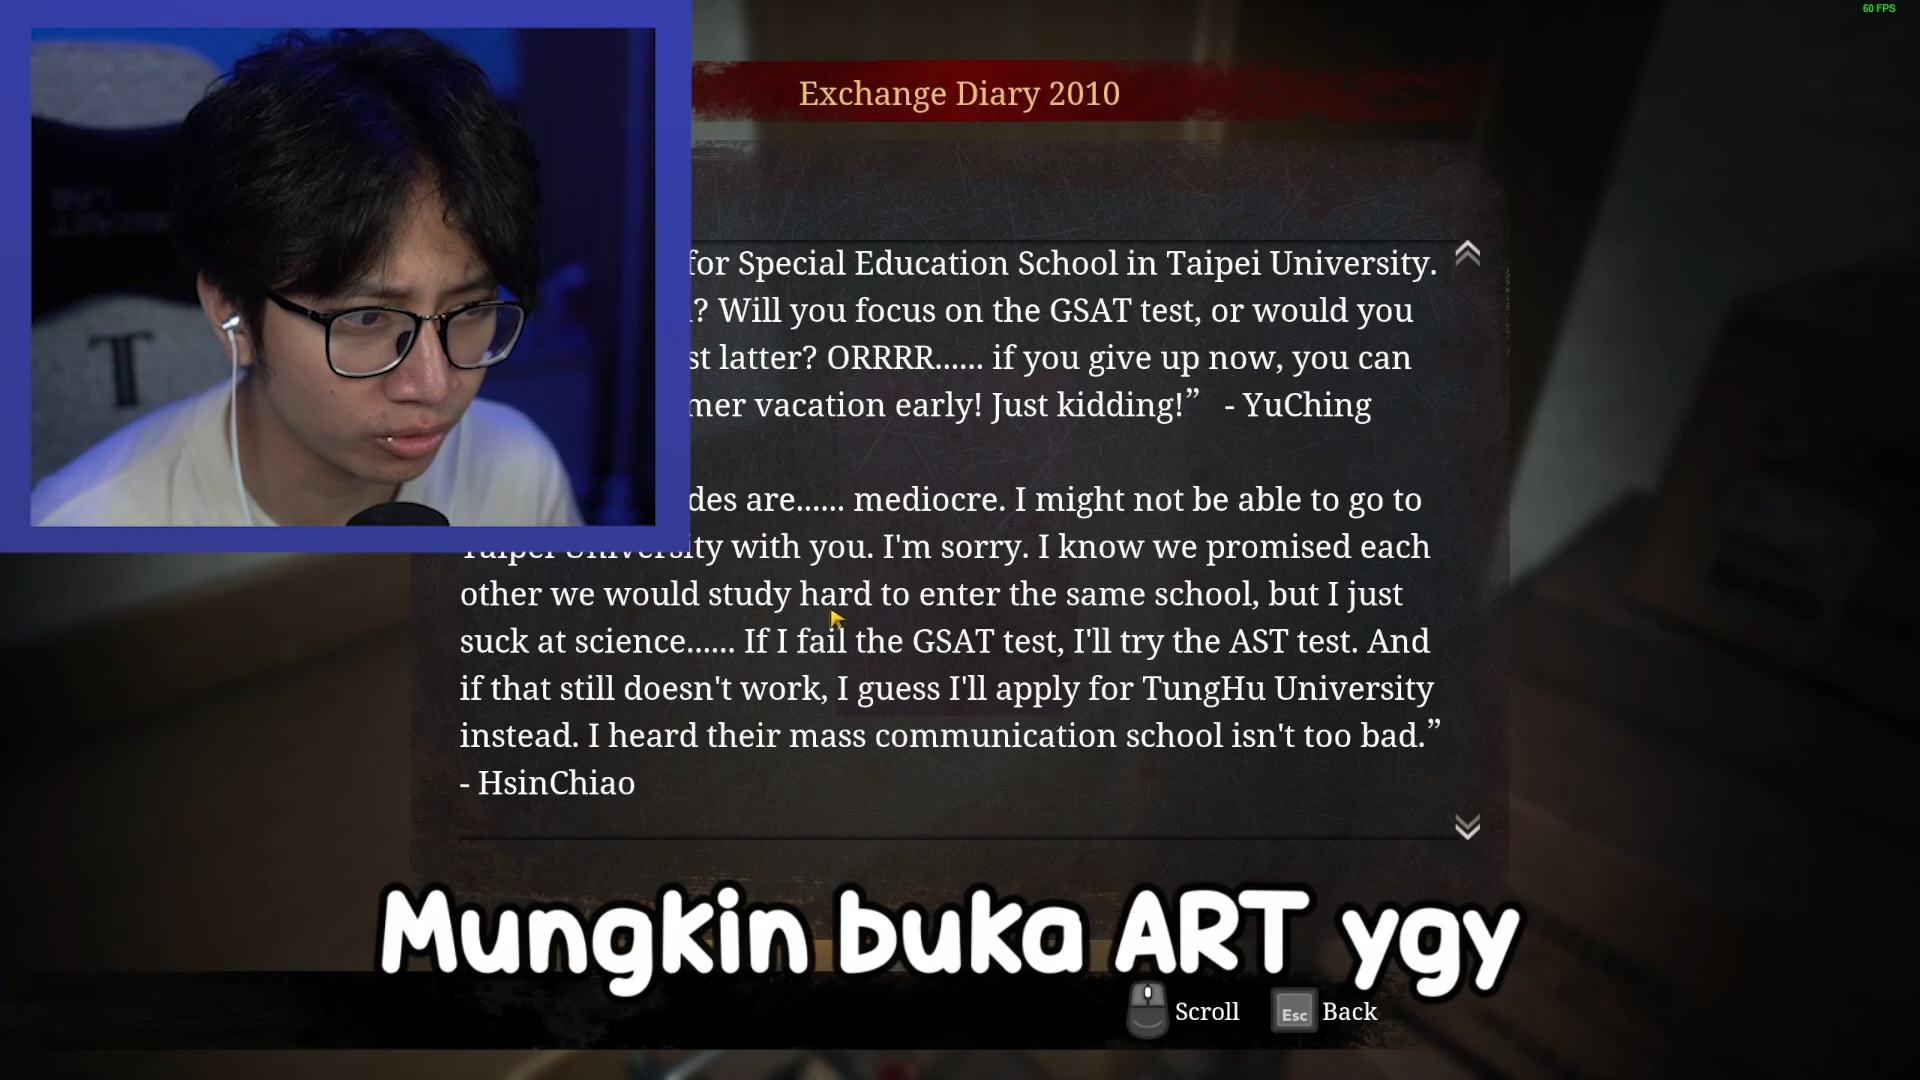 60 FPS
Exchange Diary 2010
for Special Education School in Taipei University.
? Will you focus on the GSAT test, or would you
st latter? ORRRR...... if you give up now, you can
mer vacation early! Just kidding!” - YuChing
des are...... mediocre. I might not be able to go to
Taipei University with you. I'm sorry. I know we promised each
other we would study hard to enter the same school, but I just
suck at science...... If I fail the GSAT test, I'll try the AST test. And
if that still doesn't work, I guess I'll apply for TungHu University
instead. I heard their mass communication school isn't too bad.”
- HsinChiao
Mungkin buka ART ygy
Scroll Esc Back